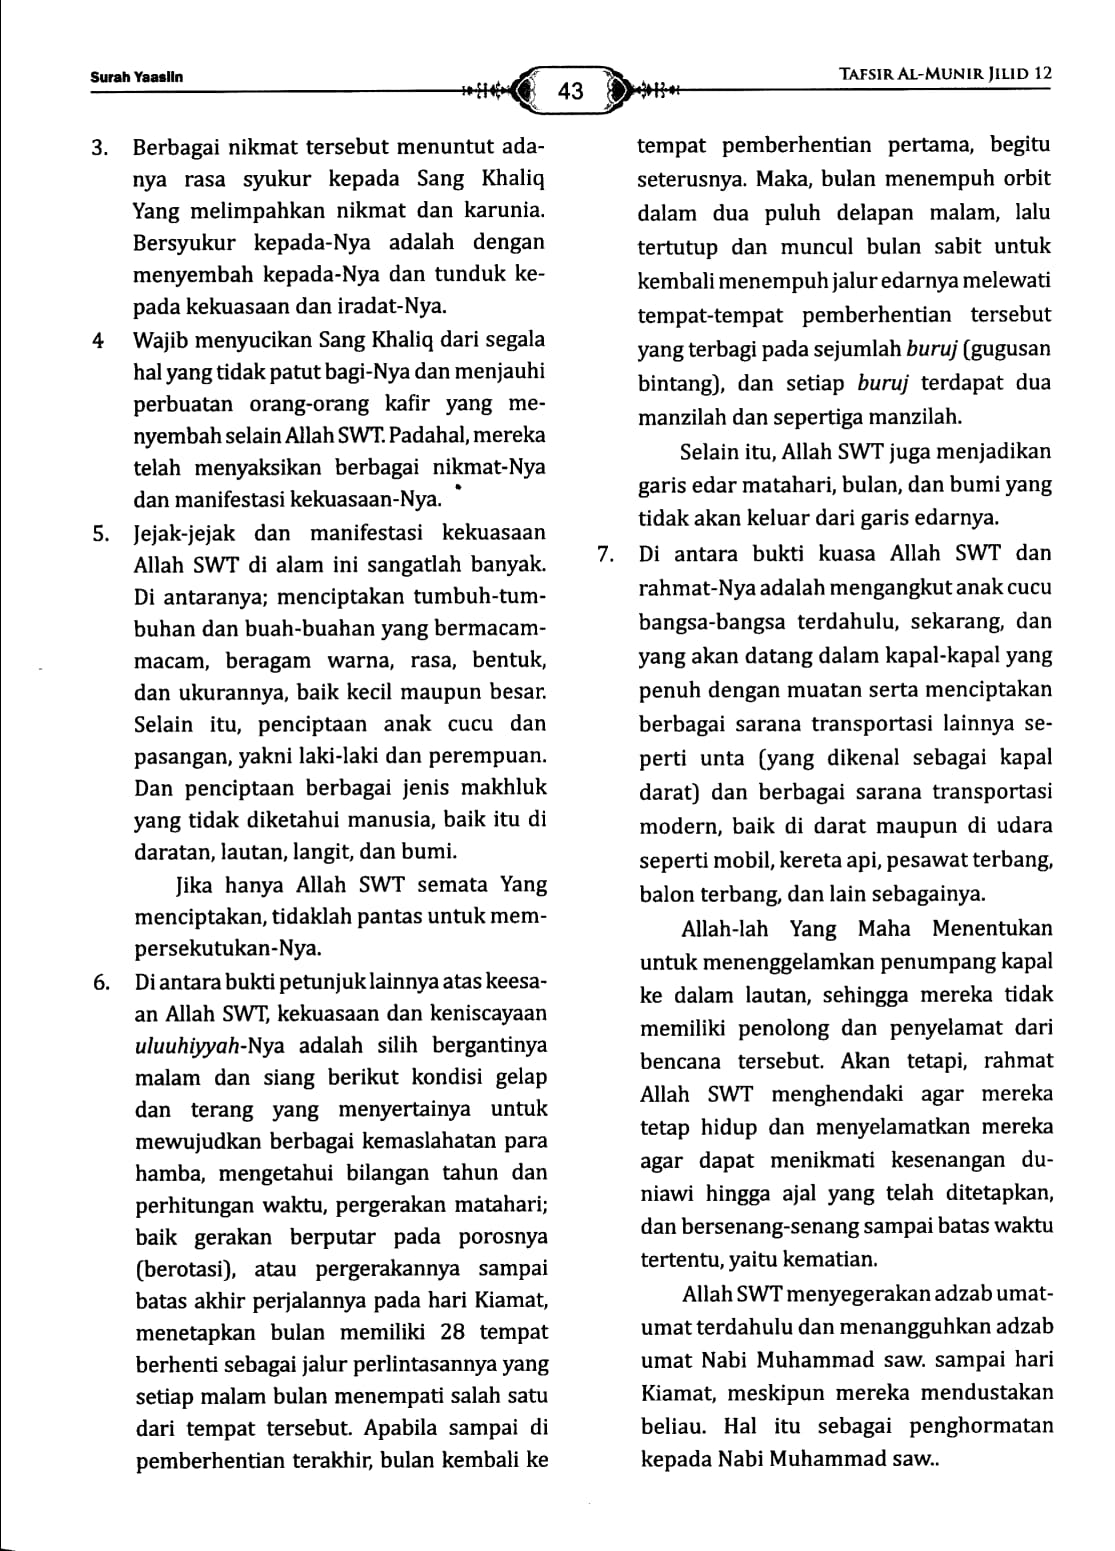 Surah Yaasiin
43
TAFSIR AL-MUNIR JILID 12
3. Berbagai nikmat tersebut menuntut ada-
nya rasa syukur kepada Sang Khaliq
Yang melimpahkan nikmat dan karunia.
Bersyukur kepada-Nya adalah dengan
menyembah kepada-Nya dan tunduk ke-
pada kekuasaan dan iradat-Nya.
4 Wajib menyucikan Sang Khaliq dari segala
hal yang tidak patut bagi-Nya dan menjauhi
perbuatan orang-orang kafir yang me-
nyembah selain Allah SWT. Padahal, mereka
telah menyaksikan berbagai nikmat-Nya
dan manifestasi kekuasaan-Nya.
5. Jejak-jejak dan manifestasi kekuasaan
Allah SWT di alam ini sangatlah banyak.
Di antaranya; menciptakan tumbuh-tum-
buhan dan buah-buahan yang bermacam-
macam, beragam warna, rasa, bentuk,
dan ukurannya, baik kecil maupun besar.
Selain itu, penciptaan anak cucu dan
pasangan, yakni laki-laki dan perempuan.
Dan penciptaan berbagai jenis makhluk
yang tidak diketahui manusia, baik itu di
daratan, lautan, langit, dan bumi.
Jika hanya Allah SWT semata Yang
menciptakan, tidaklah pantas untuk mem-
persekutukan-Nya.
6. Di antara bukti petunjuk lainnya atas keesa-
an Allah SWT, kekuasaan dan keniscayaan
uluuhiyyah-Nya adalah silih bergantinya
malam dan siang berikut kondisi gelap
dan terang yang menyertainya untuk
mewujudkan berbagai kemaslahatan para
hamba, mengetahui bilangan tahun dan
perhitungan waktu, pergerakan matahari;
baik gerakan berputar pada porosnya
(berotasi), atau pergerakannya sampai
batas akhir perjalannya pada hari Kiamat,
menetapkan bulan memiliki 28 tempat
berhenti sebagai jalur perlintasannya yang
setiap malam bulan menempati salah satu
dari tempat tersebut. Apabila sampai di
pemberhentian terakhir, bulan kembali ke
tempat pemberhentian pertama, begitu
seterusnya. Maka, bulan menempuh orbit
dalam dua puluh delapan malam, lalu
tertutup dan muncul bulan sabit untuk
kembali menempuh jalur edarnya melewati
tempat-tempat pemberhentian tersebut
yang terbagi pada sejumlah buruj (gugusan
bintang), dan setiap buruj terdapat dua
manzilah dan sepertiga manzilah.
Selain itu, Allah SWT juga menjadikan
garis edar matahari, bulan, dan bumi yang
tidak akan keluar dari garis edarnya.
7. Di antara bukti kuasa Allah SWT dan
rahmat-Nya adalah mengangkut anak cucu
bangsa-bangsa terdahulu, sekarang, dan
yang akan datang dalam kapal-kapal yang
penuh dengan muatan serta menciptakan
berbagai sarana transportasi lainnya se-
perti unta (yang dikenal sebagai kapal
darat) dan berbagai sarana transportasi
modern, baik di darat maupun di udara
seperti mobil, kereta api, pesawat terbang,
balon terbang, dan lain sebagainya.
Allah-lah Yang Maha Menentukan
untuk menenggelamkan penumpang kapal
ke dalam lautan, sehingga mereka tidak
memiliki penolong dan penyelamat dari
bencana tersebut. Akan tetapi, rahmat
Allah SWT menghendaki agar mereka
tetap hidup dan menyelamatkan mereka
agar dapat menikmati kesenangan du-
niawi hingga ajal yang telah ditetapkan,
dan bersenang-senang sampai batas waktu
tertentu, yaitu kematian.
Allah SWT menyegerakan adzab umat-
umat terdahulu dan menangguhkan adzab
umat Nabi Muhammad saw. sampai hari
Kiamat, meskipun mereka mendustakan
beliau. Hal itu sebagai penghormatan
kepada Nabi Muhammad saw..